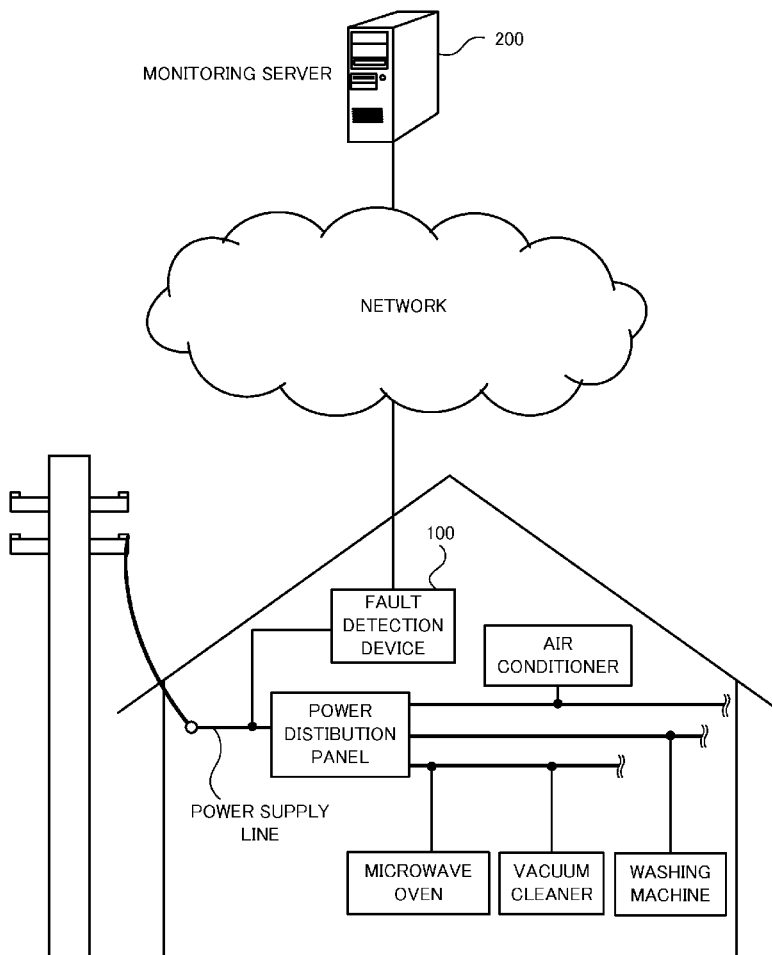 200
MONITORING SERVER
NETWORK
100
FAULT
DETECTION
DEVICE
AIR
CONDITIONER
POWER
DISTIBUTION
PANEL
POWER SUPPLY
LINE
MICROWAVE
OVEN
VACUUM
CLEANER
WASHING
MACHINE